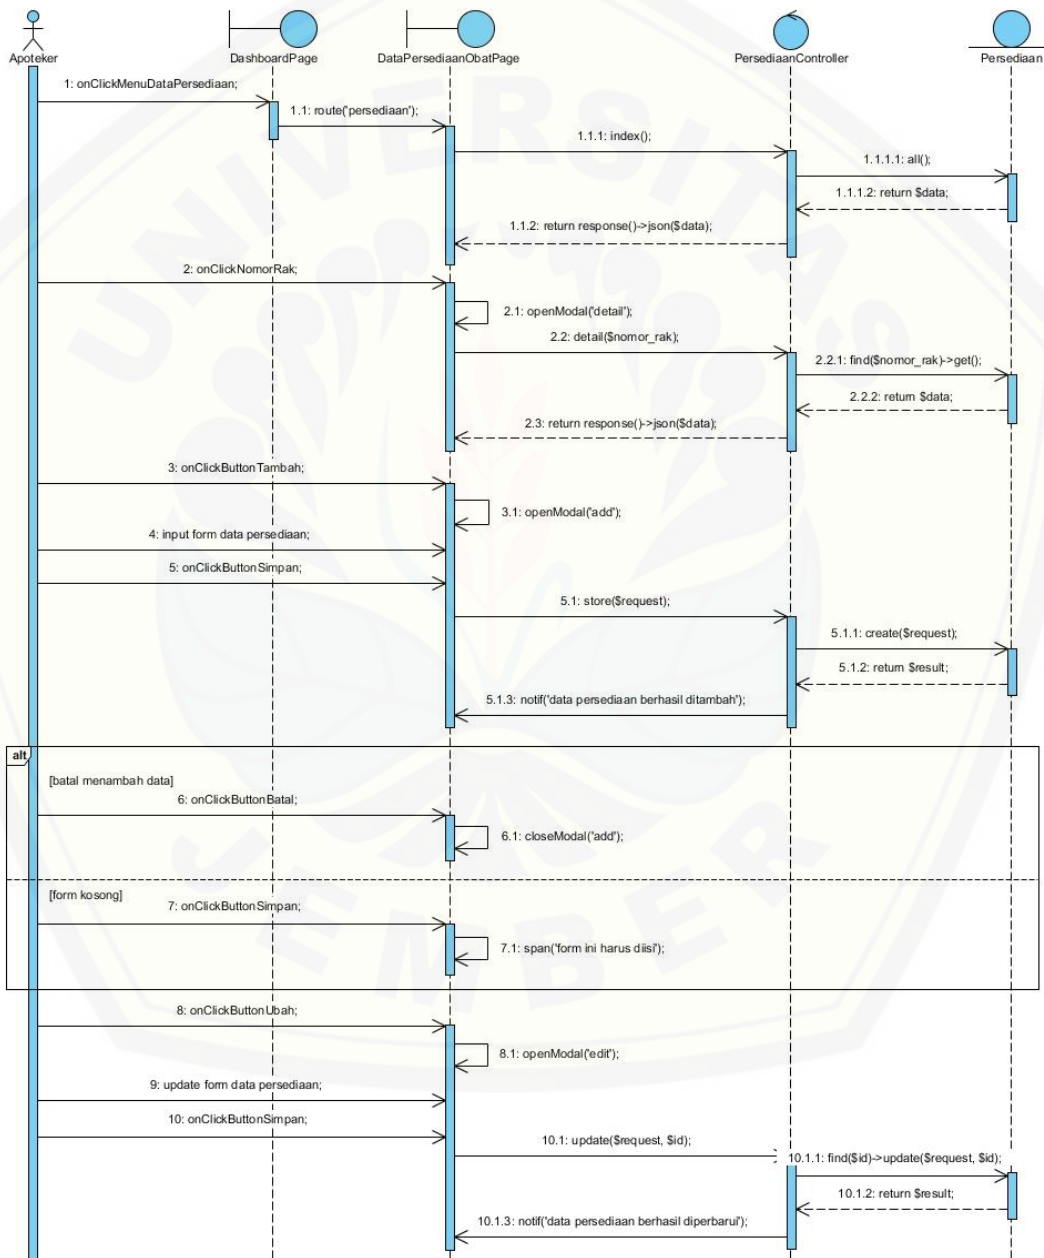 Apoteker
DashboardPage
DataPersediaanObatPage
PersediaanController
Persediaan
1: onClickMenuDataPersediaan;
1.1: route('persediaan');
1.1.1: index();
1.1.1.1: all();
1.1.1.2: return $data;
1.1.2: return response()->json($data);
2: onClickNomorRak;
2.1: openModal('detail');
2.2: detail($nomor_rak);
2.2.1: find($nomor_rak)->get();
2.2.2: return $data;
2.3: return response()->json($data);
3: onClickButtonTambah;
3.1: openModal('add');
4: input form data persediaan;
5: onClickButtonSimpan;
5.1: store($request);
5.1.1: create($request);
5.1.2: return $result;
5.1.3: notif('data persediaan berhasil ditambah');
alt
[batal menambah data]
6: onClickButtonBatal;
6.1: closeModal('add');
[form kosong]
7: onClickButtonSimpan;
7.1: span('form ini harus diisi');
8: onClickButtonUbah;
8.1: openModal('edit');
9: update form data persediaan;
10: onClickButtonSimpan;
10.1: update($request, $id);
10.1.1: find($id)->update($request, $id);
10.1.2: return $result;
10.1.3: notif('data persediaan berhasil diperbarui');
UNIVERSITAS
JEMBER